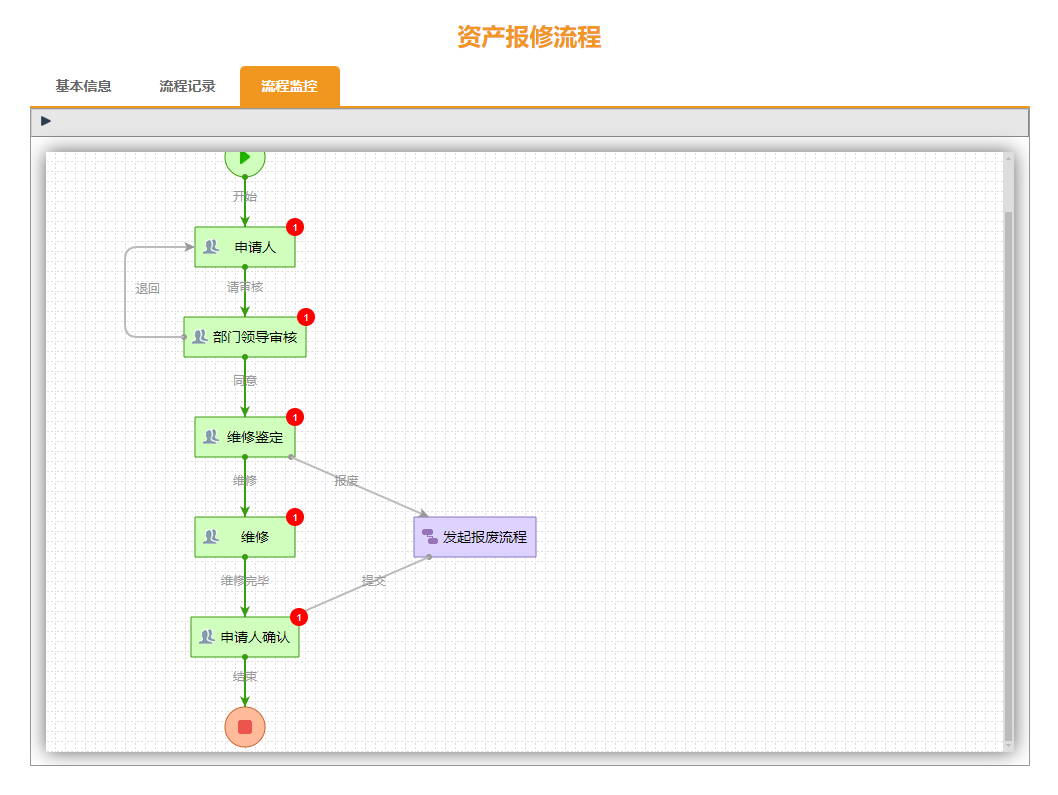 资产报修流程
基本信息
流程记录
流程监控
开始
1
申请人
退回
请审核
1
部门领导审核
同意
1
维修鉴定
维修
报废
1
维修
发起报废流程
维修完毕
提交
1
申请人确认
结束